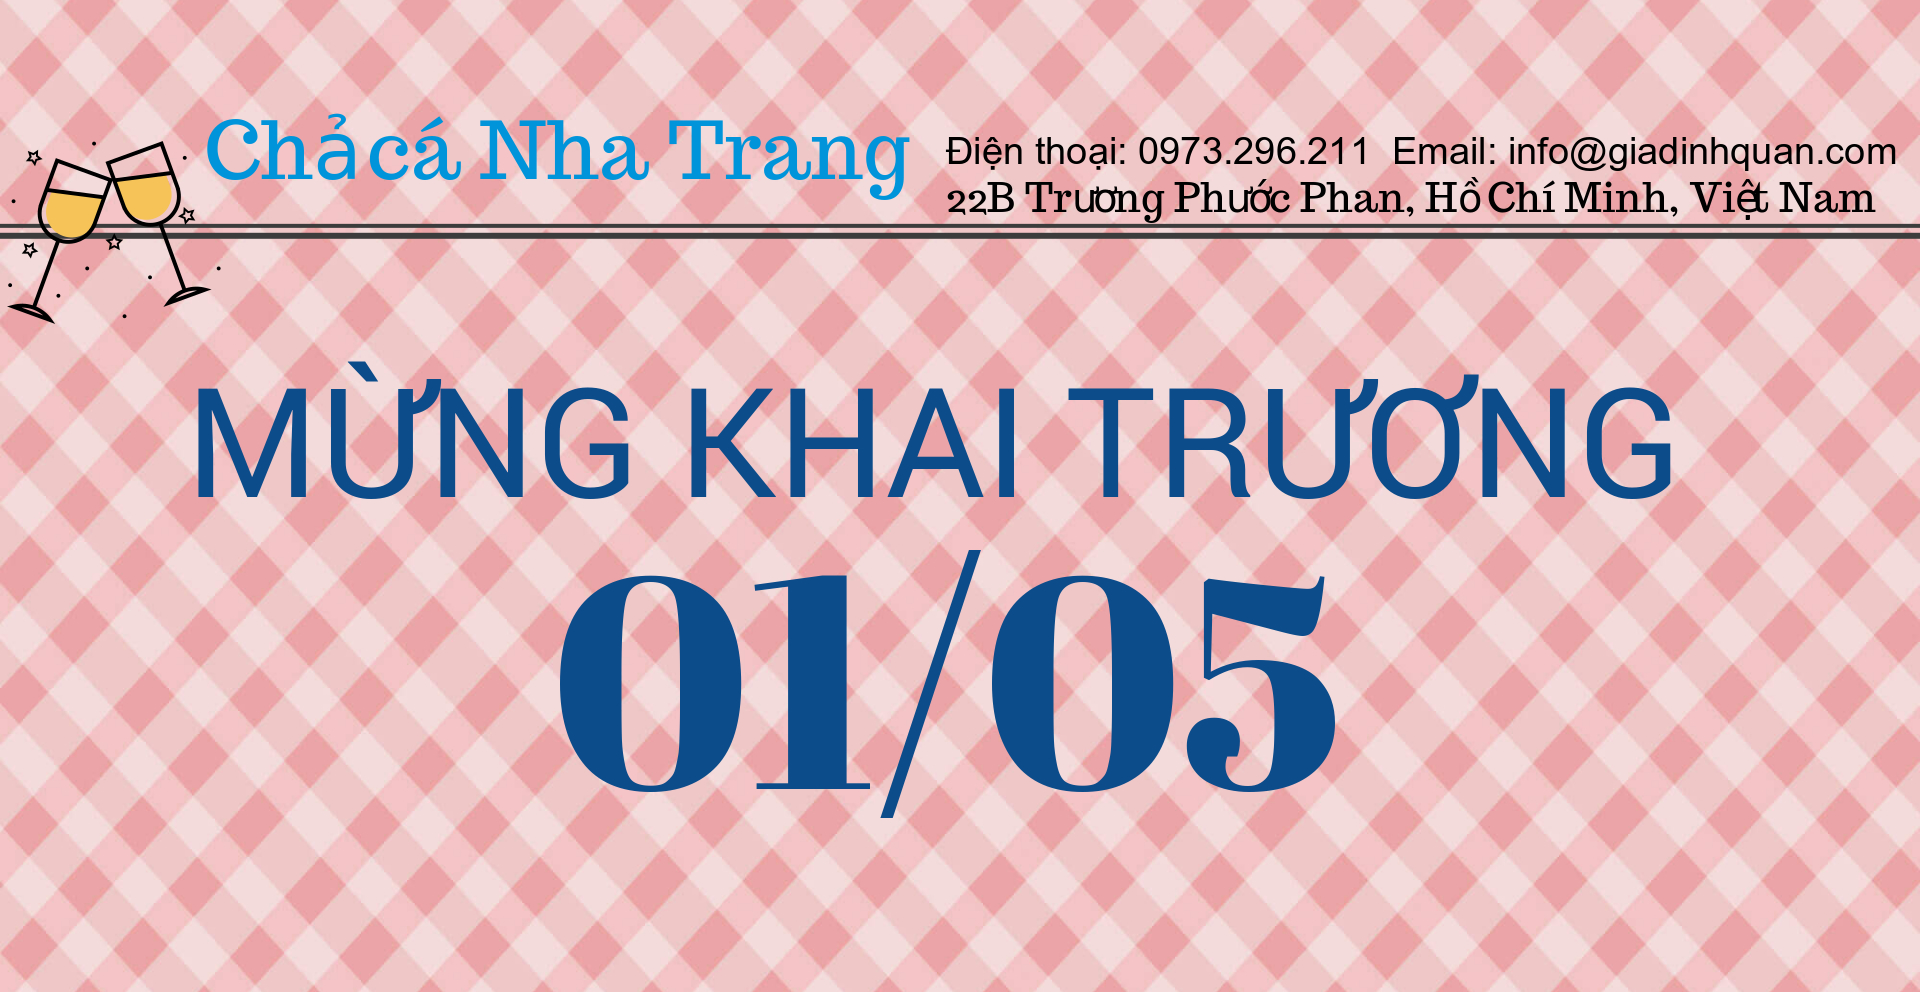 Chả cá Nha Trang
Điện thoại: 0973.296.211 Email: info@giadinhquan.com
22B Trương Phước Phan, Hồ Chí Minh, Việt Nam
MỪNG KHAI TRƯƠNG
01/05